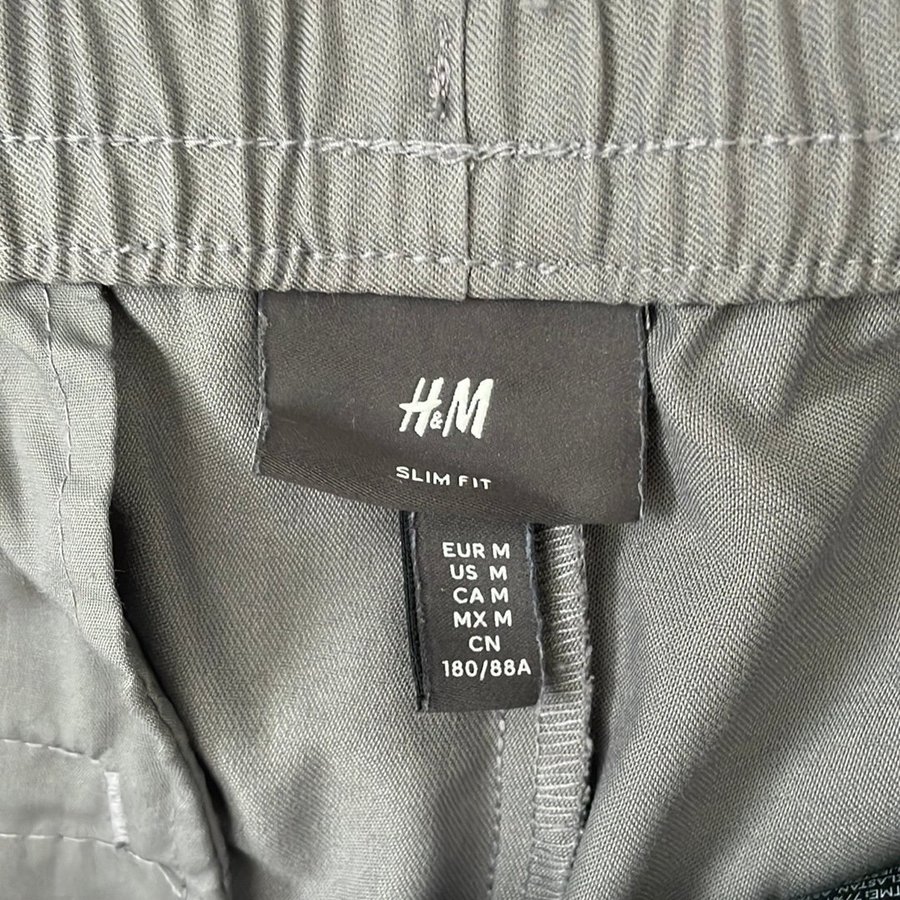 H&M
SLIM FIT
EUR M
US M
CA M
MX M
CN
180/88A